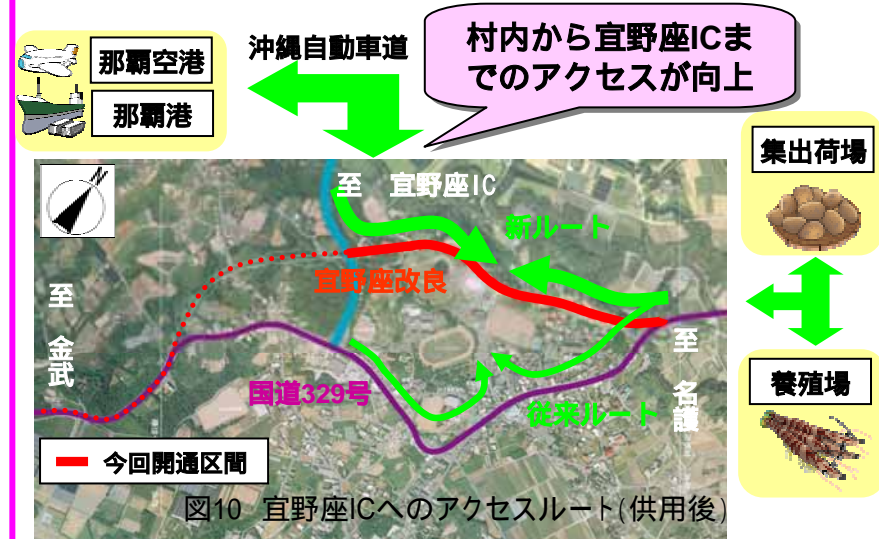 那覇空港
那覇港
沖縄自動車道
村内から宜野座ICま
でのアクセスが向上
集出荷場
N
至 宜野座IC
新ルート
宜野座改良
至 金武
国道329号
至 名護
従来ルート
養殖場
今回開通区間
図10 宜野座ICへのアクセスルート(供用後)